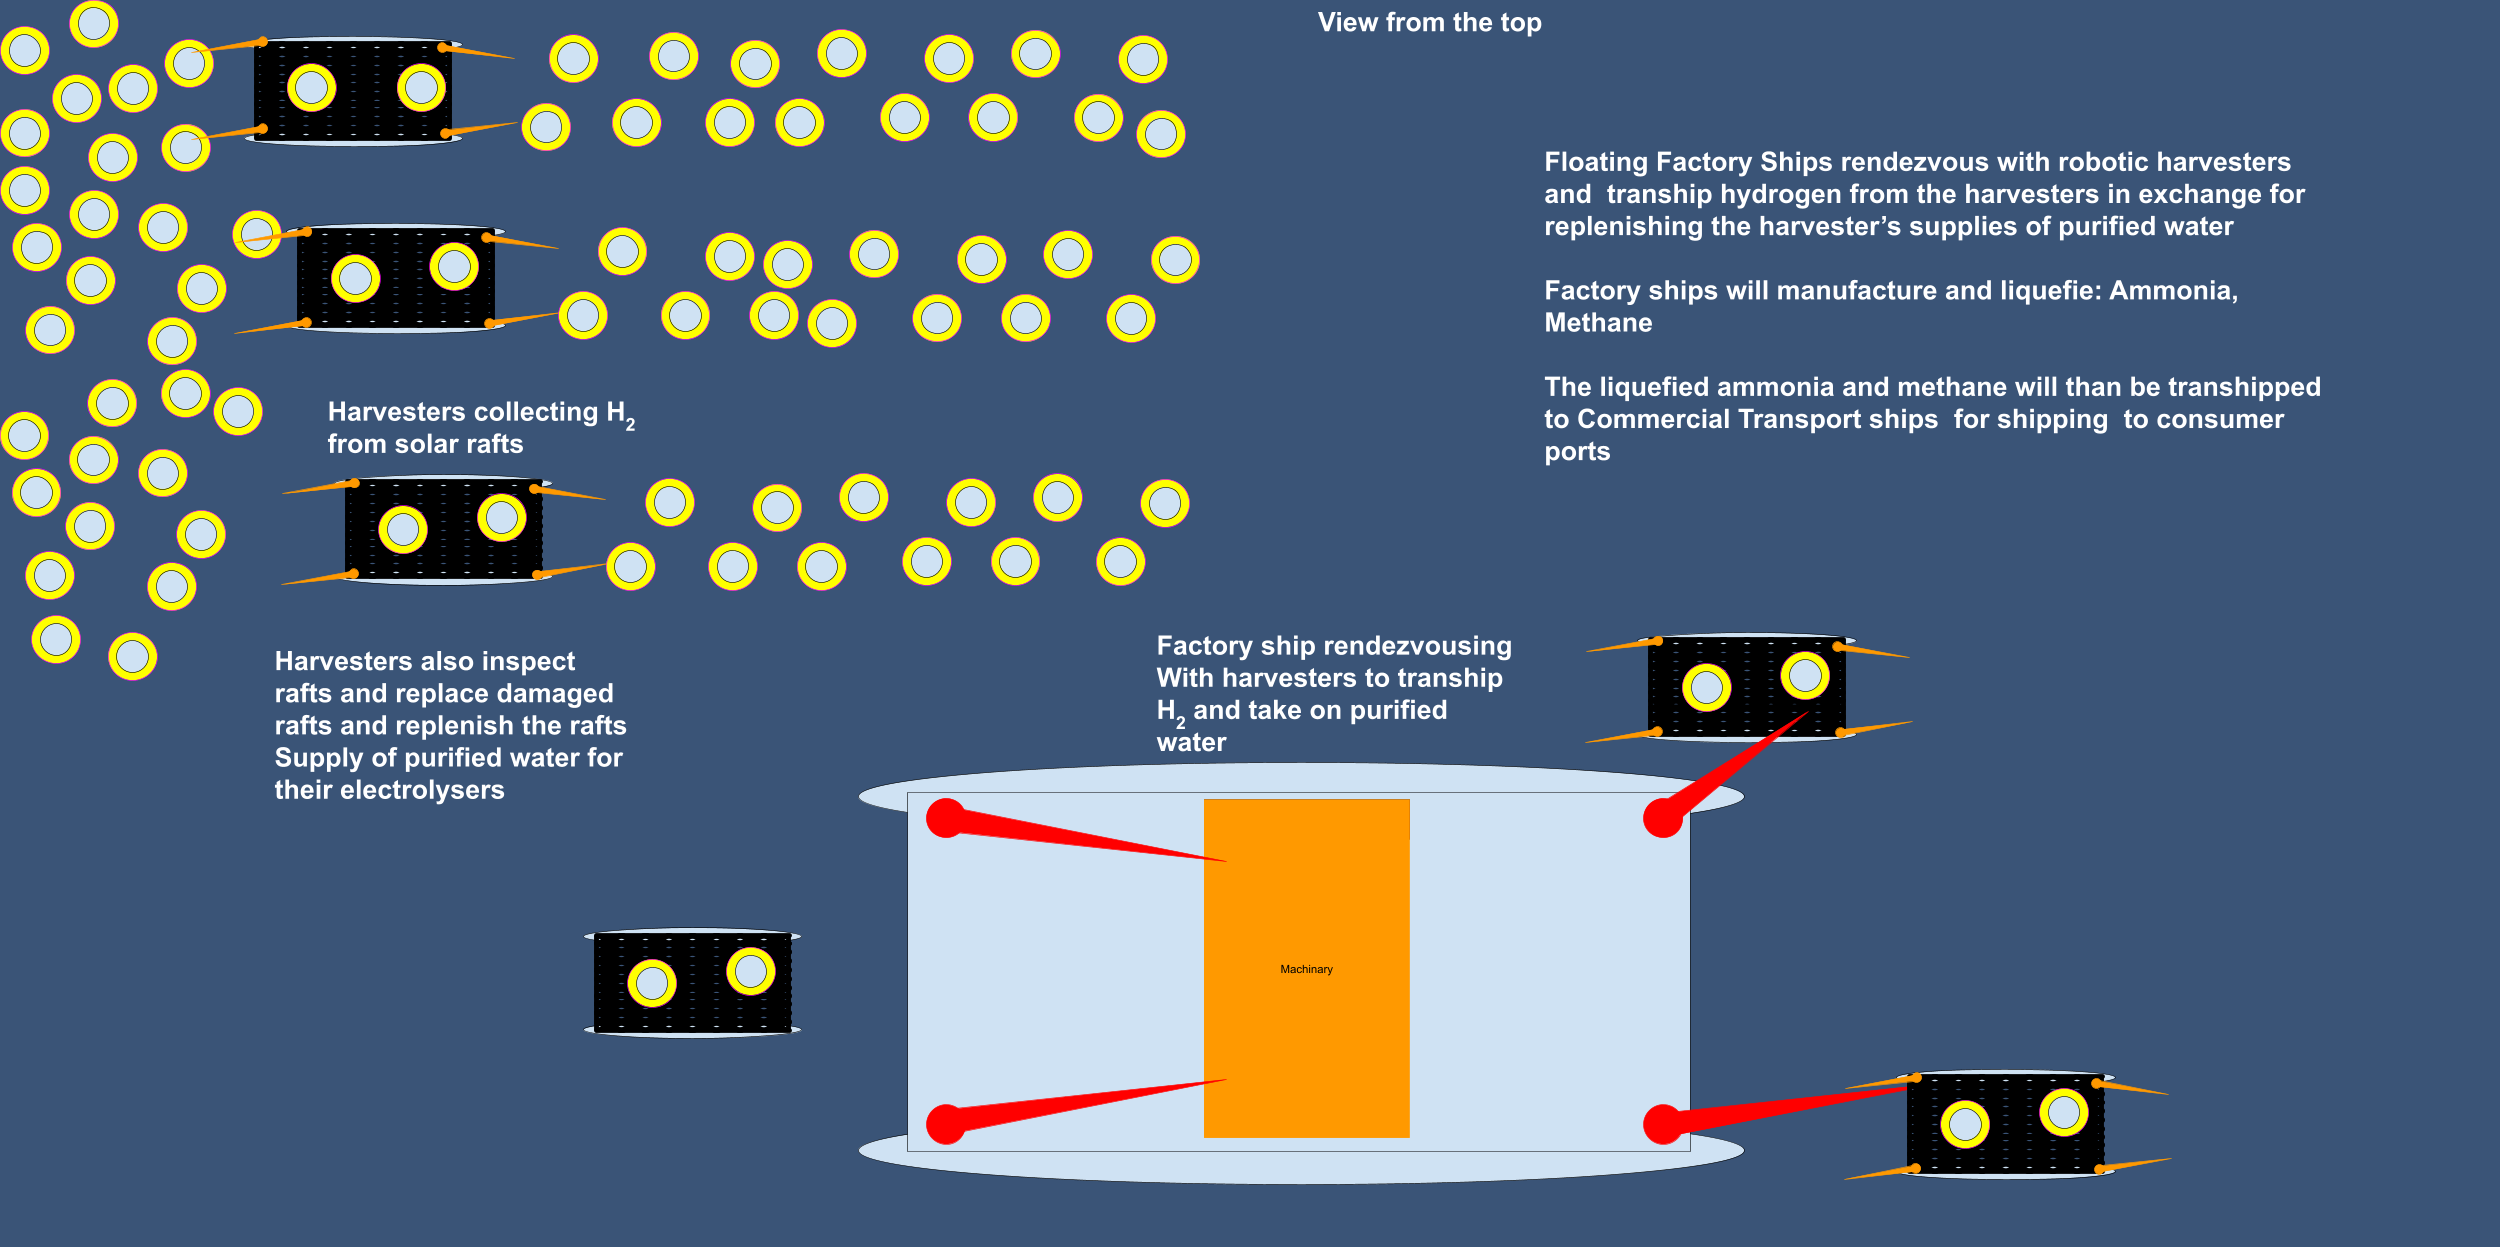 View from the top
Floating Factory Ships rendezvous with robotic harvesters
and  tranship hydrogen from the harvesters in exchange for
replenishing the harvester’s supplies of purified water
Factory ships will manufacture and liquefie: Ammonia,
Methane
The liquefied ammonia and methane will than be transhipped
to Commercial Transport ships  for shipping  to consumer
ports
Harvesters collecting H₂
from solar rafts
Harvesters also inspect
rafts and replace damaged
rafts and replenish the rafts
Supply of purified water for
their electrolysers
Factory ship rendezvousing
With harvesters to tranship
H₂ and take on purified
water
Machinary